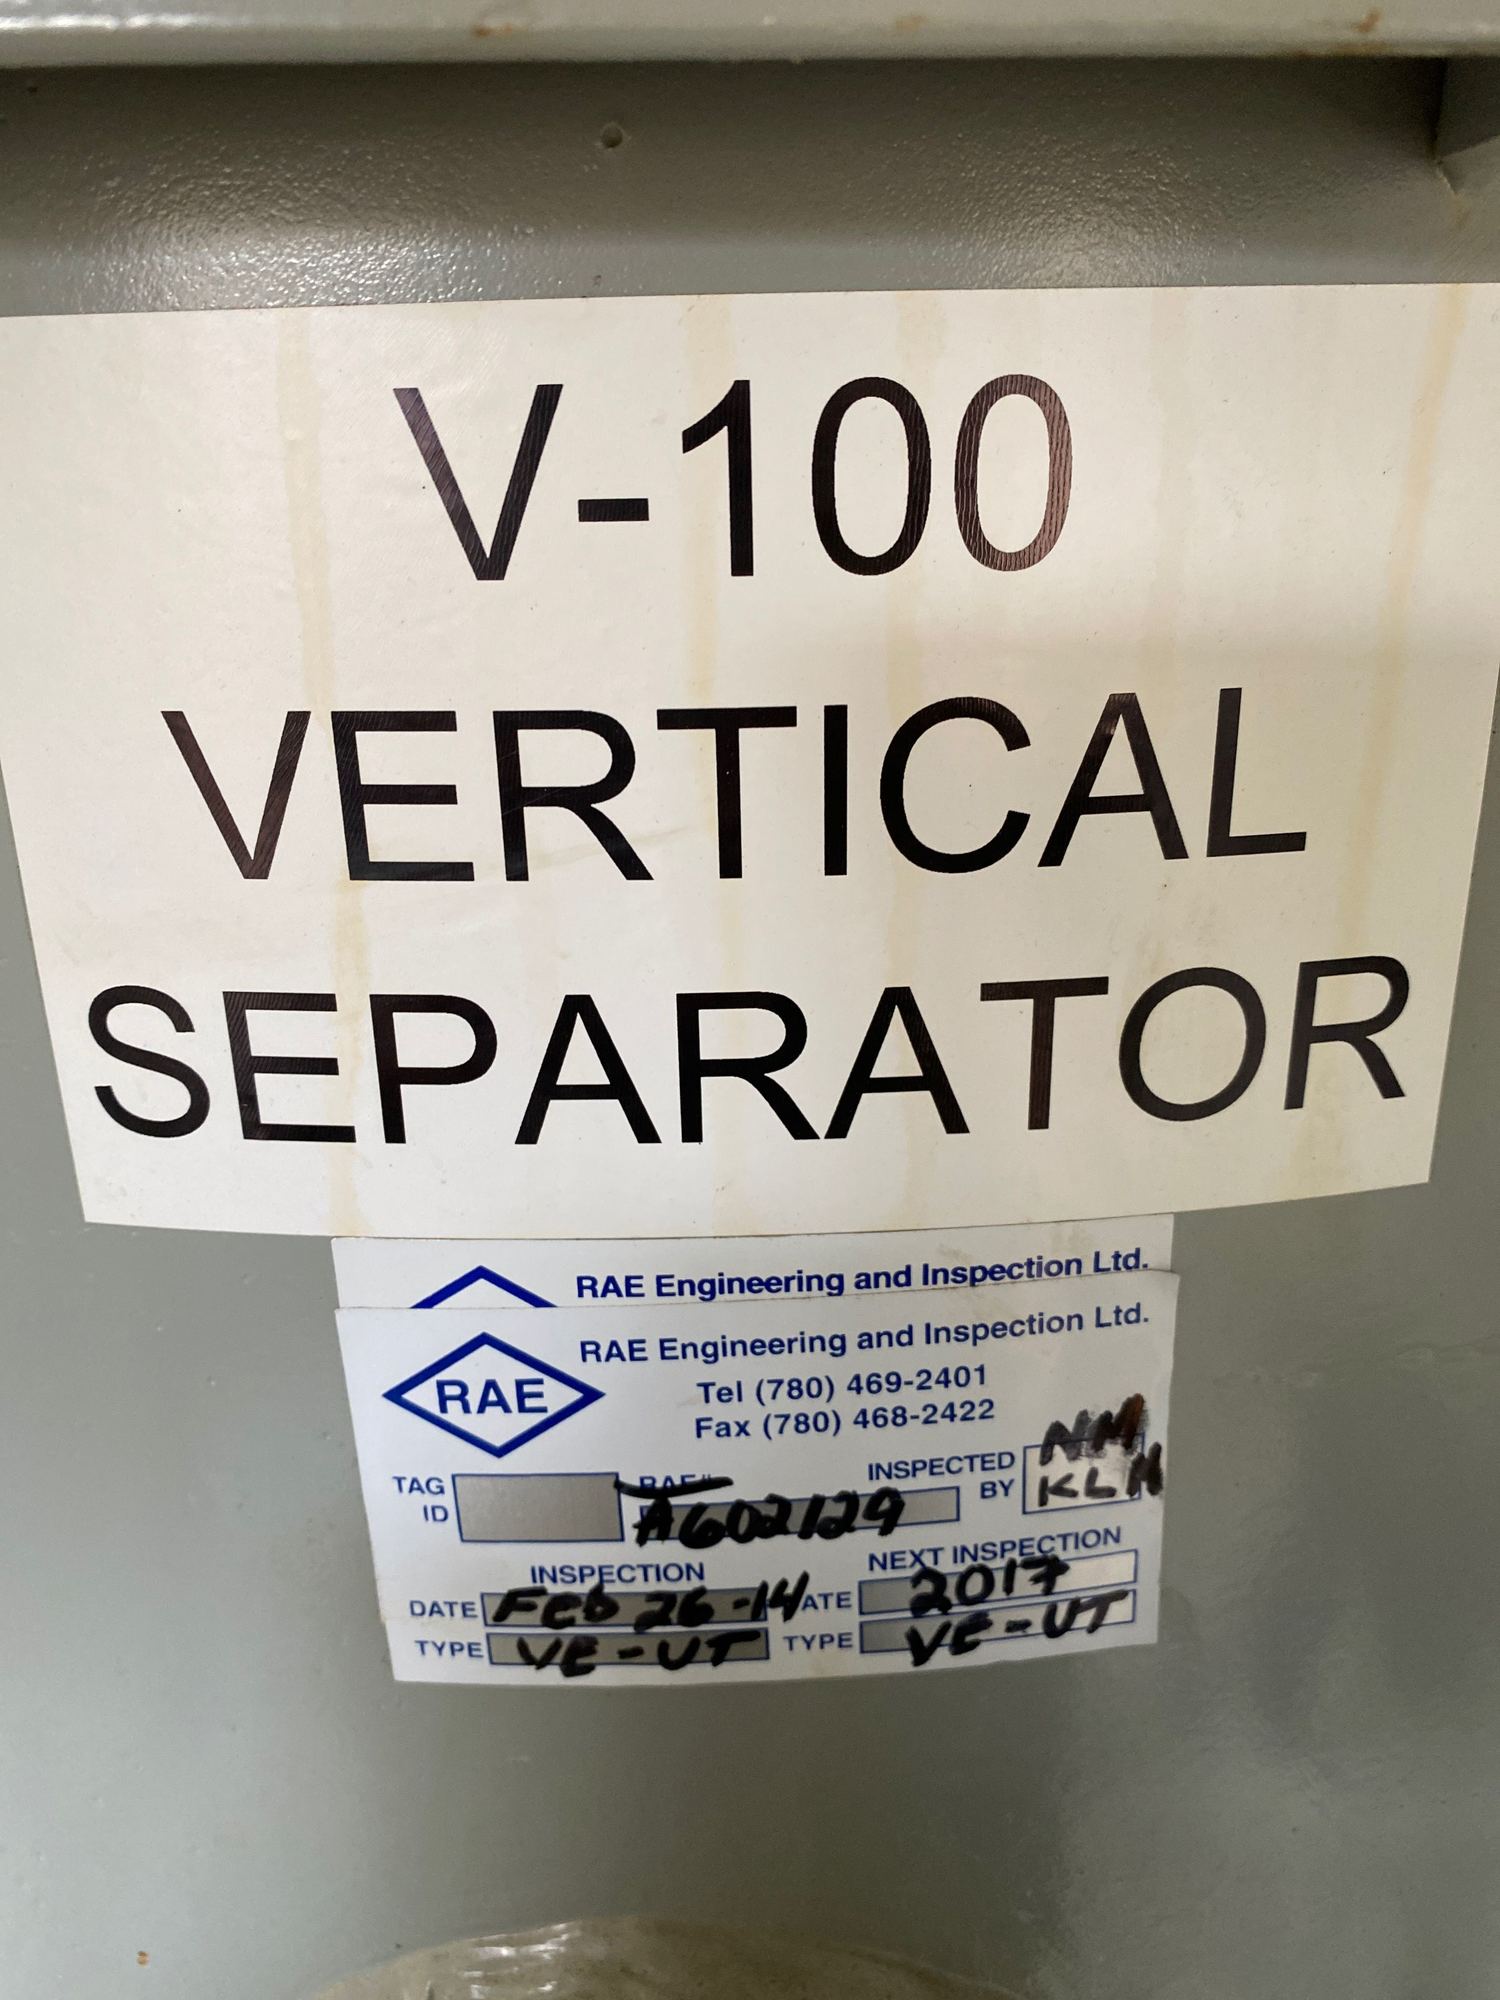 V-100
VERTICAL
SEPARATOR
RAE Engineering and Inspection Ltd.
RAE Engineering and Inspection Ltd.
RAE
Tel (780) 469-2401
Fax (780) 468-2422
TAG ID
RAE#
A602129
INSPECTED BY
NM
KLH
INSPECTION
DATE Feb 26-14
TYPE VE-UT
NEXT INSPECTION
ATE 2017
TYPE VE-UT